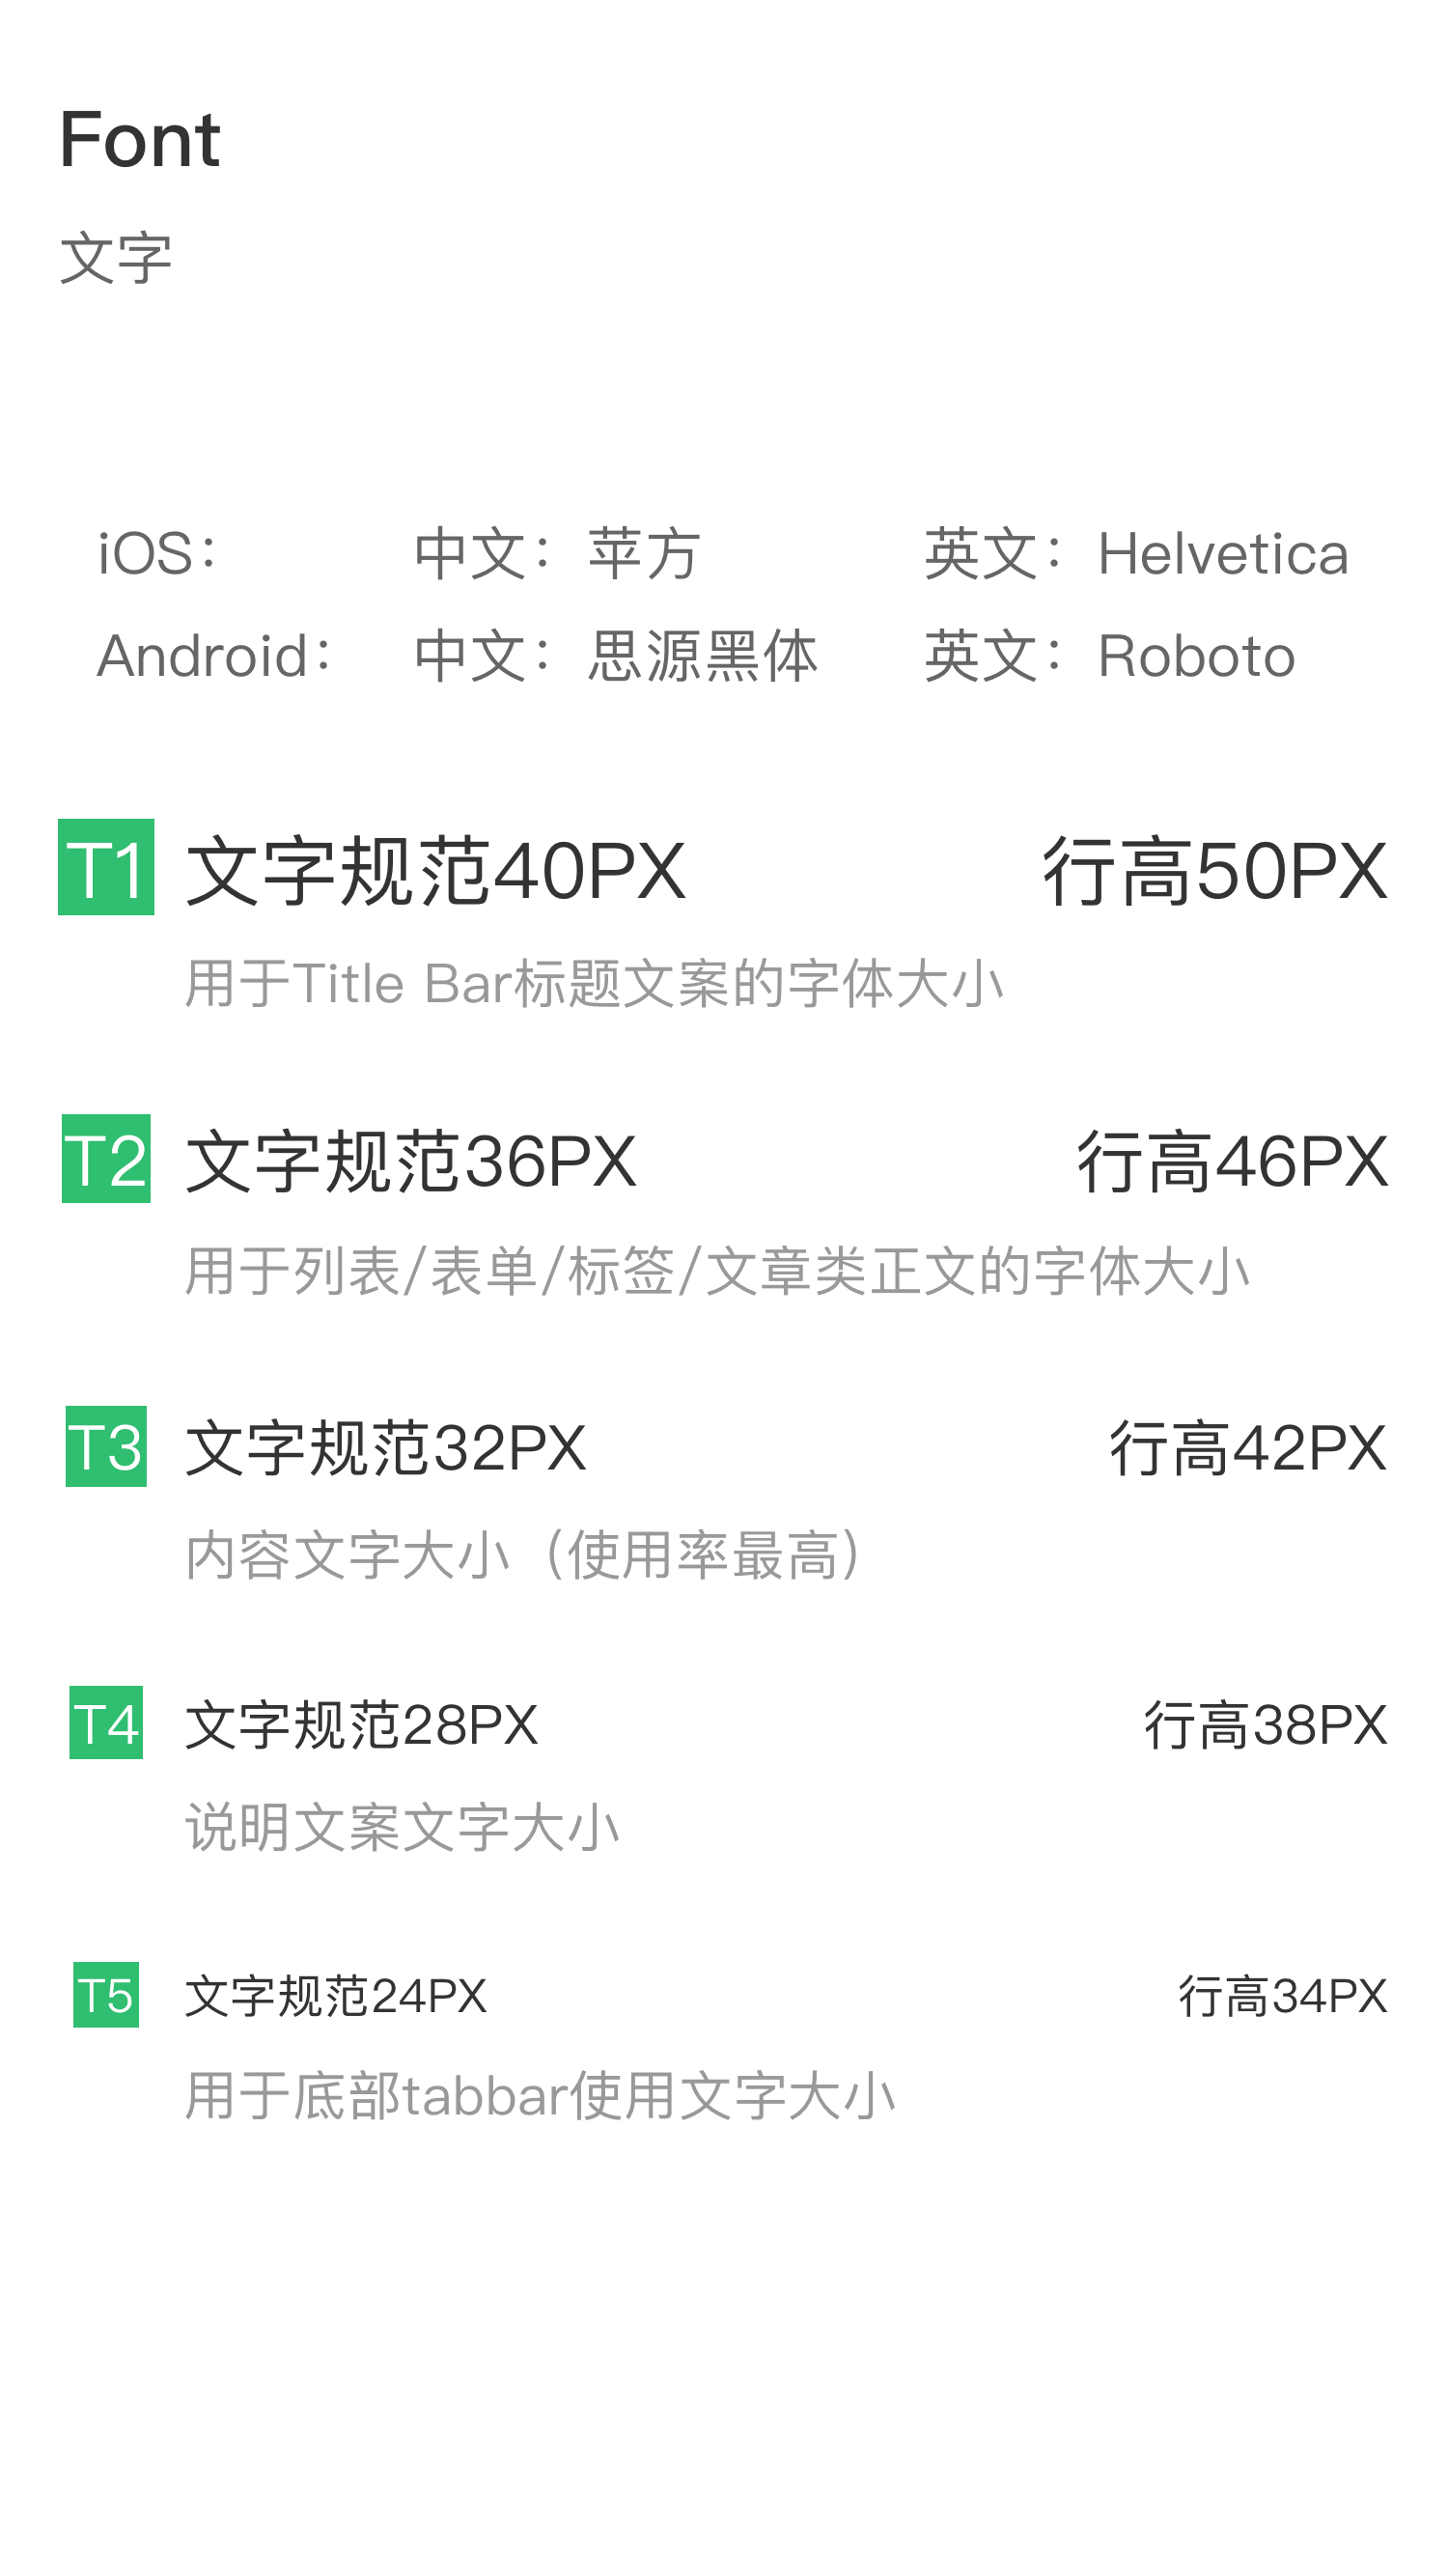 Font
文字
iOS： 中文：苹方 英文：Helvetica
Android： 中文：思源黑体 英文：Roboto
T1 文字规范40PX 行高50PX
用于Title Bar标题文案的字体大小
T2 文字规范36PX 行高46PX
用于列表/表单/标签/文章类正文的字体大小
T3 文字规范32PX 行高42PX
内容文字大小（使用率最高）
T4 文字规范28PX 行高38PX
说明文案文字大小
T5 文字规范24PX 行高34PX
用于底部tabbar使用文字大小